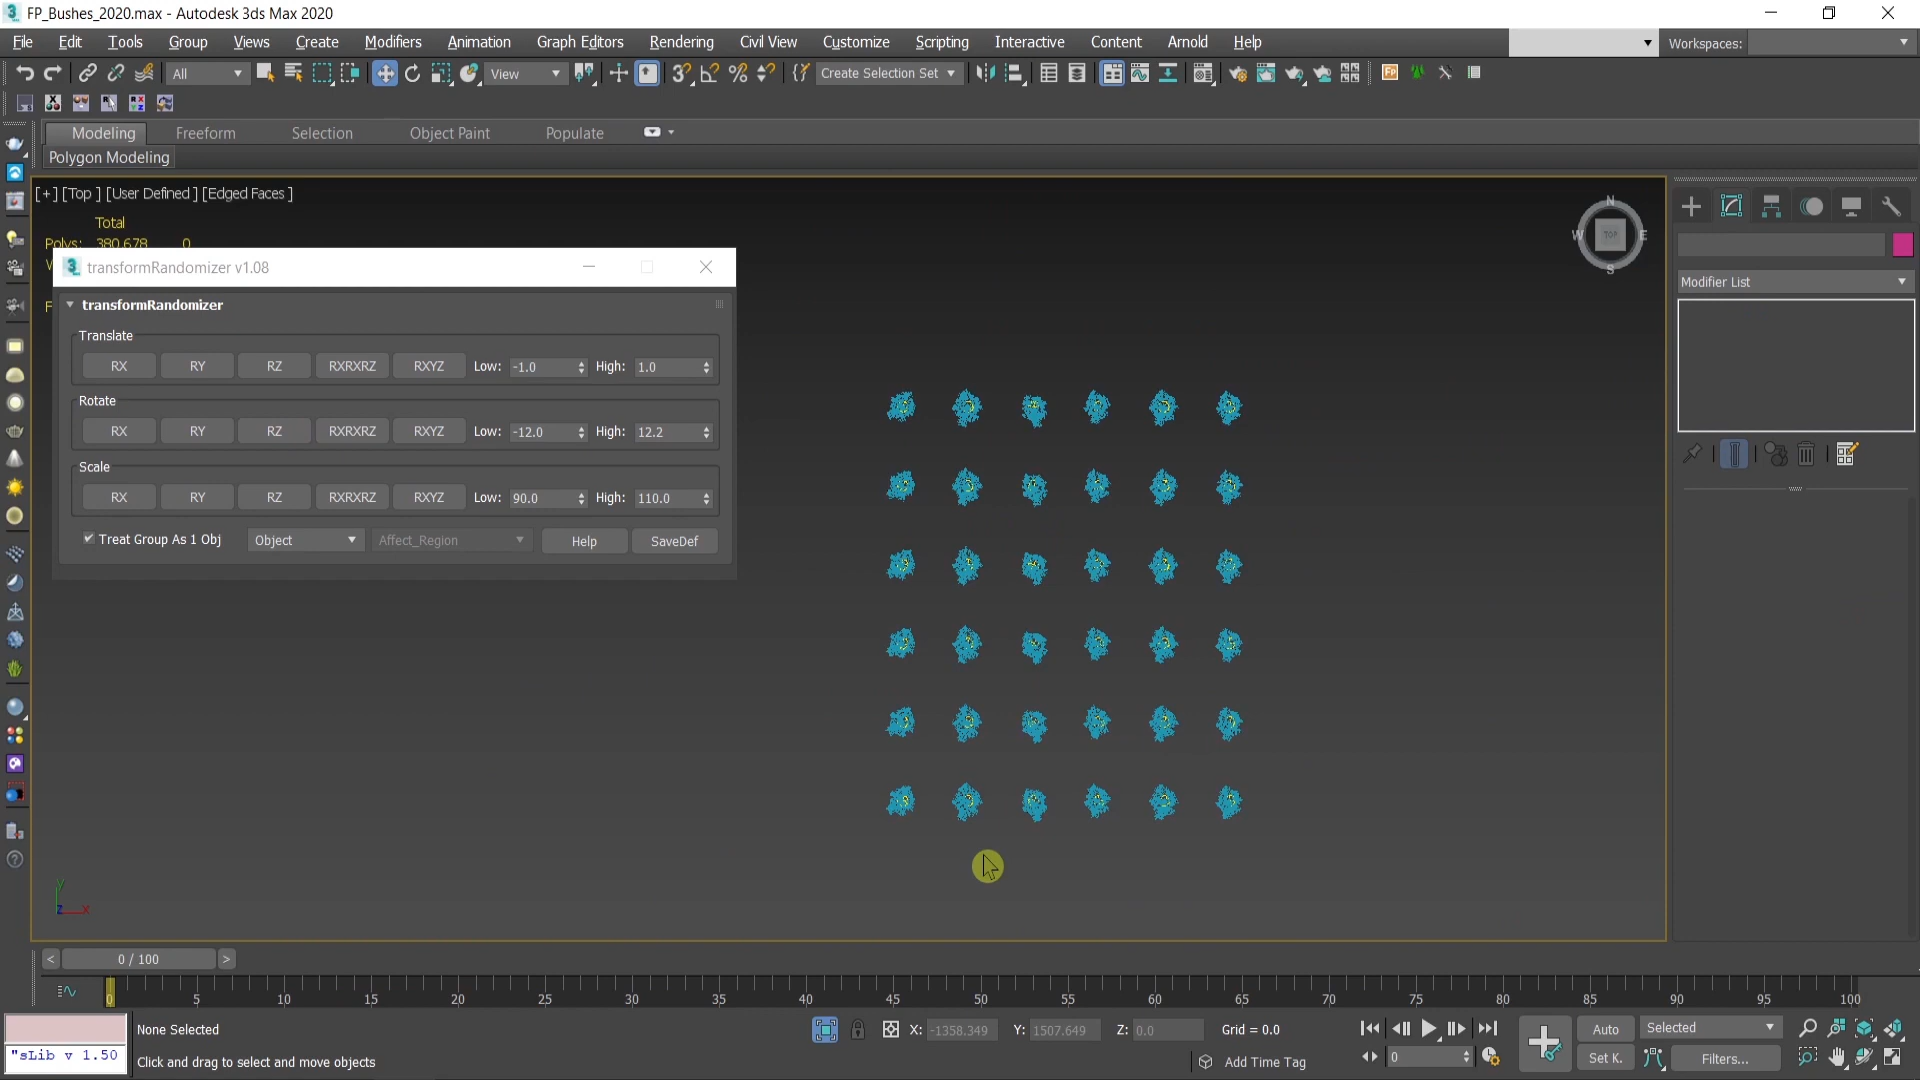 FP_Bushes_2020.max - Autodesk 3ds Max 2020
File Edit Tools Group Views Create Modifiers Animation Graph Editors Rendering Civil View Customize Scripting Interactive Content Arnold Help Workspaces:
All View Create Selection Set
Modeling Freeform Selection Object Paint Populate
Polygon Modeling
[+] [Top ] [User Defined ] [Edged Faces ]
Total
Polys: 380,678 0
transformRandomizer v1.08
transformRandomizer
Translate
RX RY RZ RXRXRZ RXYZ Low: -1.0 High: 1.0
Rotate
RX RY RZ RXRXRZ RXYZ Low: -12.0 High: 12.2
Scale
RX RY RZ RXRXRZ RXYZ Low: 90.0 High: 110.0
Treat Group As 1 Obj Object Affect_Region Help SaveDef
N
W TOP E
S
Modifier List
y
z x
< 0 / 100 >
0 5 10 15 20 25 30 35 40 45 50 55 60 65 70 75 80 85 90 95 100
None Selected X: -1358.349 Y: 1507.649 Z: 0.0 Grid = 0.0 Auto Selected
"sLib v 1.50 Click and drag to select and move objects Add Time Tag 0 Set K. Filters...